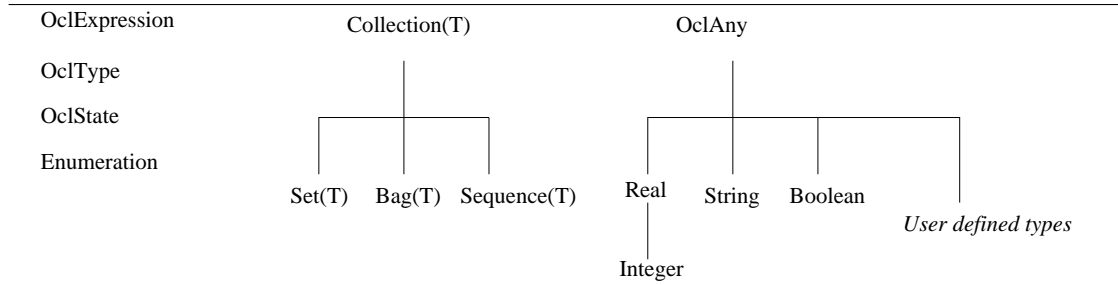 OclExpression Collection(T) OclAny
OclType
OclState
Enumeration
Set(T) Bag(T) Sequence(T) Real String Boolean
User defined types
Integer